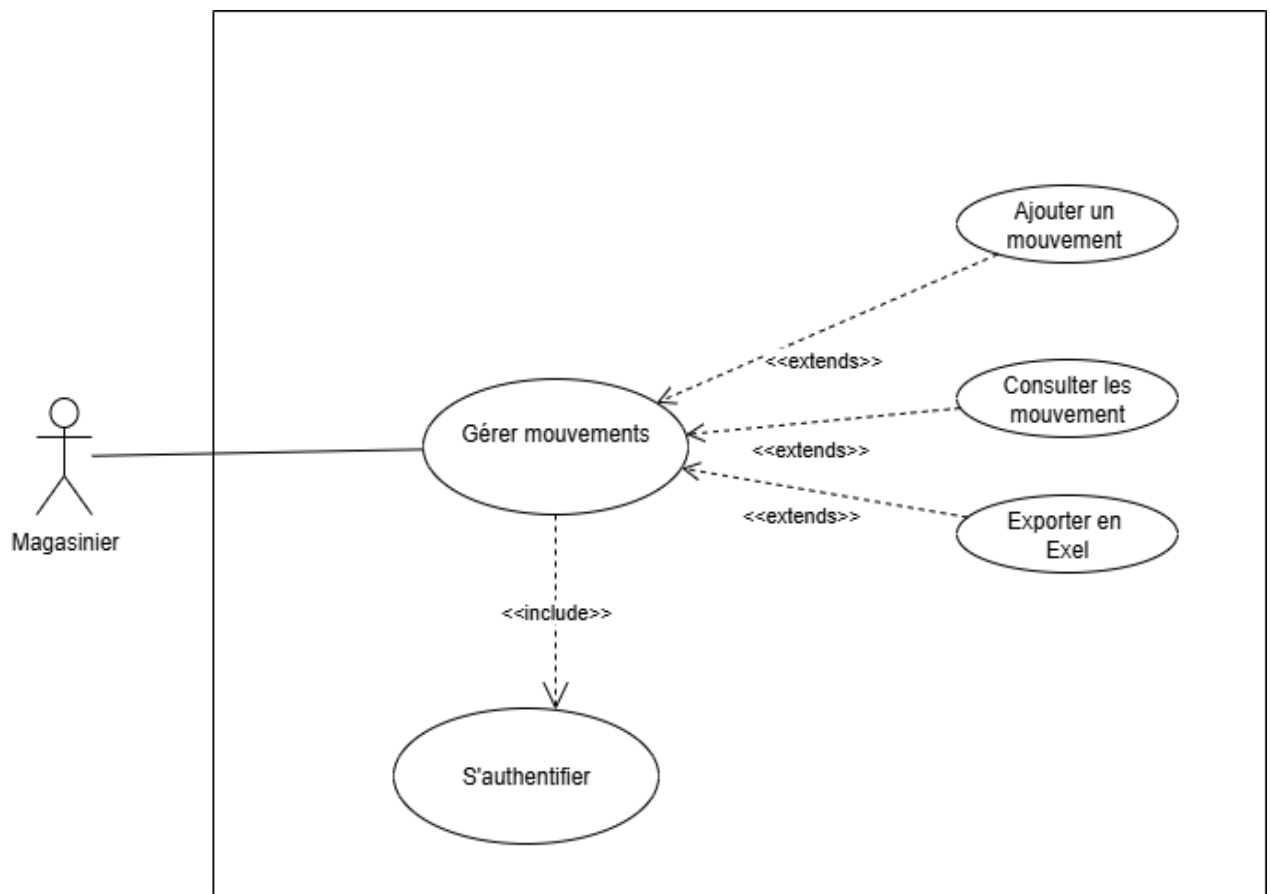 Ajouter un
mouvement
<<extends>>
Consulter les
mouvement
Gérer mouvements
<<extends>>
<<extends>>
Exporter en
Exel
Magasinier
<<include>>
S'authentifier